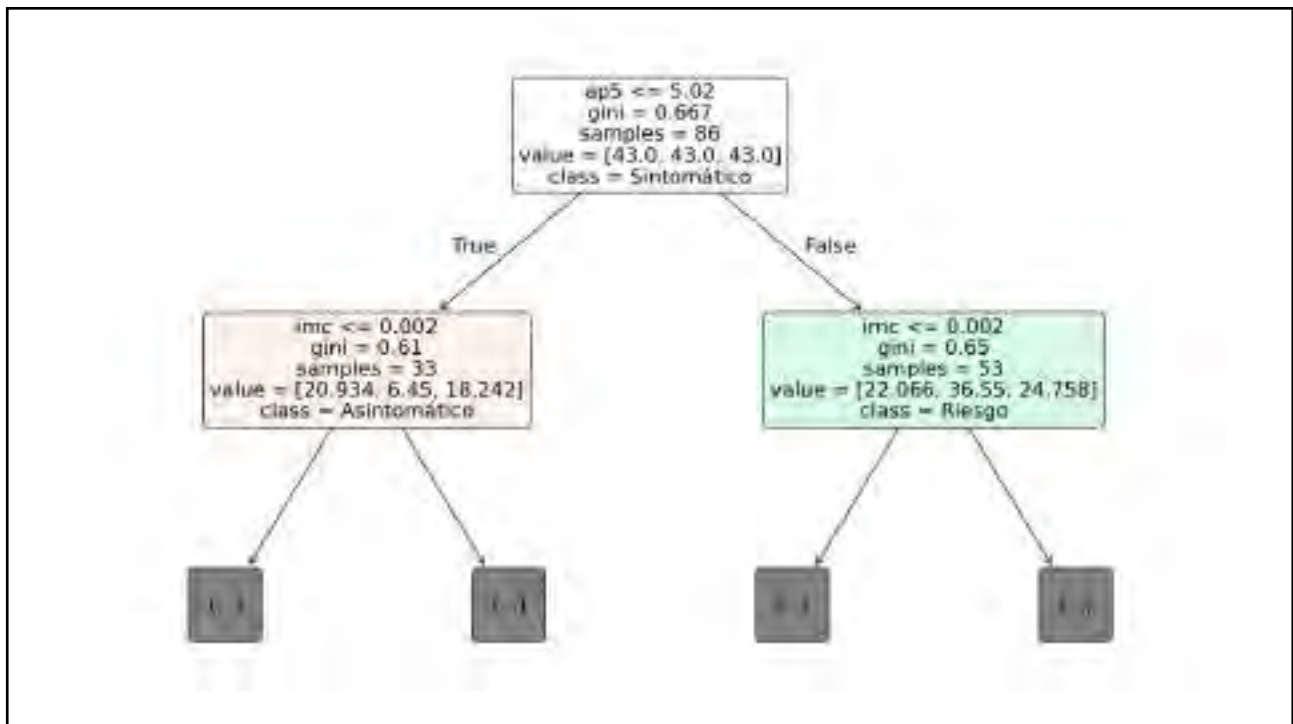 ap5 <= 5.02
gini = 0.667
samples = 86
value = [43.0, 43.0, 43.0]
class = Sintomático
True
False
imc <= 0.002
gini = 0.61
samples = 33
value = [20.934, 6.45, 18.242]
class = Asintomático
imc <= 0.002
gini = 0.65
samples = 53
value = [22.066, 36.55, 24.758]
class = Riesgo